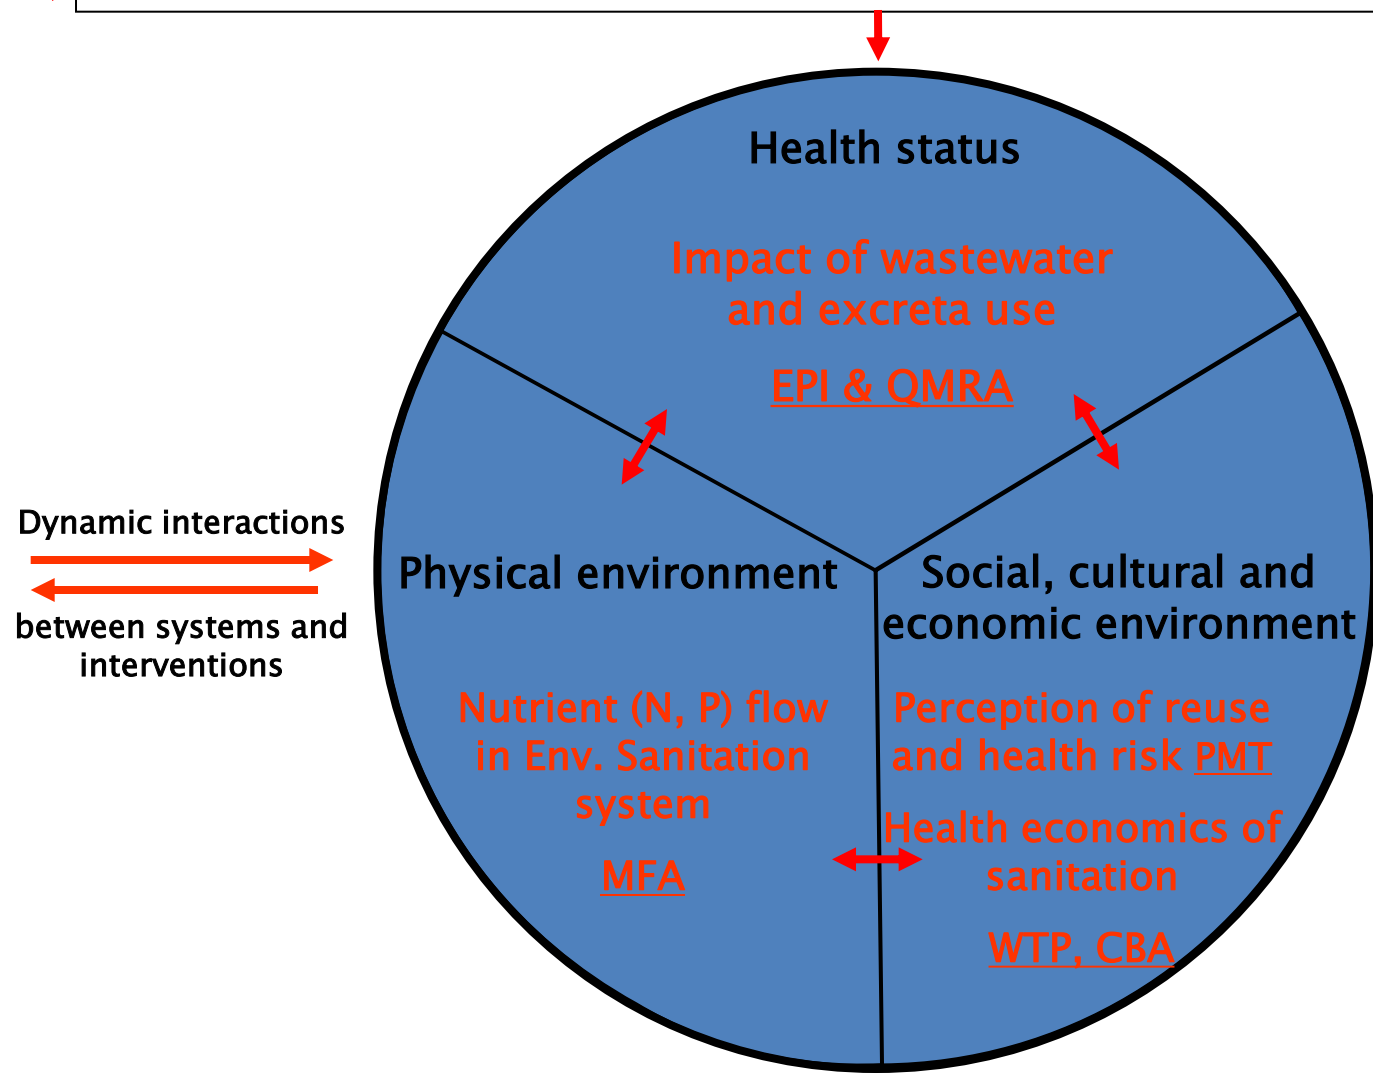 Health status
Impact of wastewater
and excreta use
EPI & QMRA
Dynamic interactions
between systems and
interventions
Physical environment
Nutrient (N, P) flow
in Env. Sanitation
system
MFA
Social, cultural and
economic environment
Perception of reuse
and health risk PMT
Health economics of
sanitation
WTP, CBA